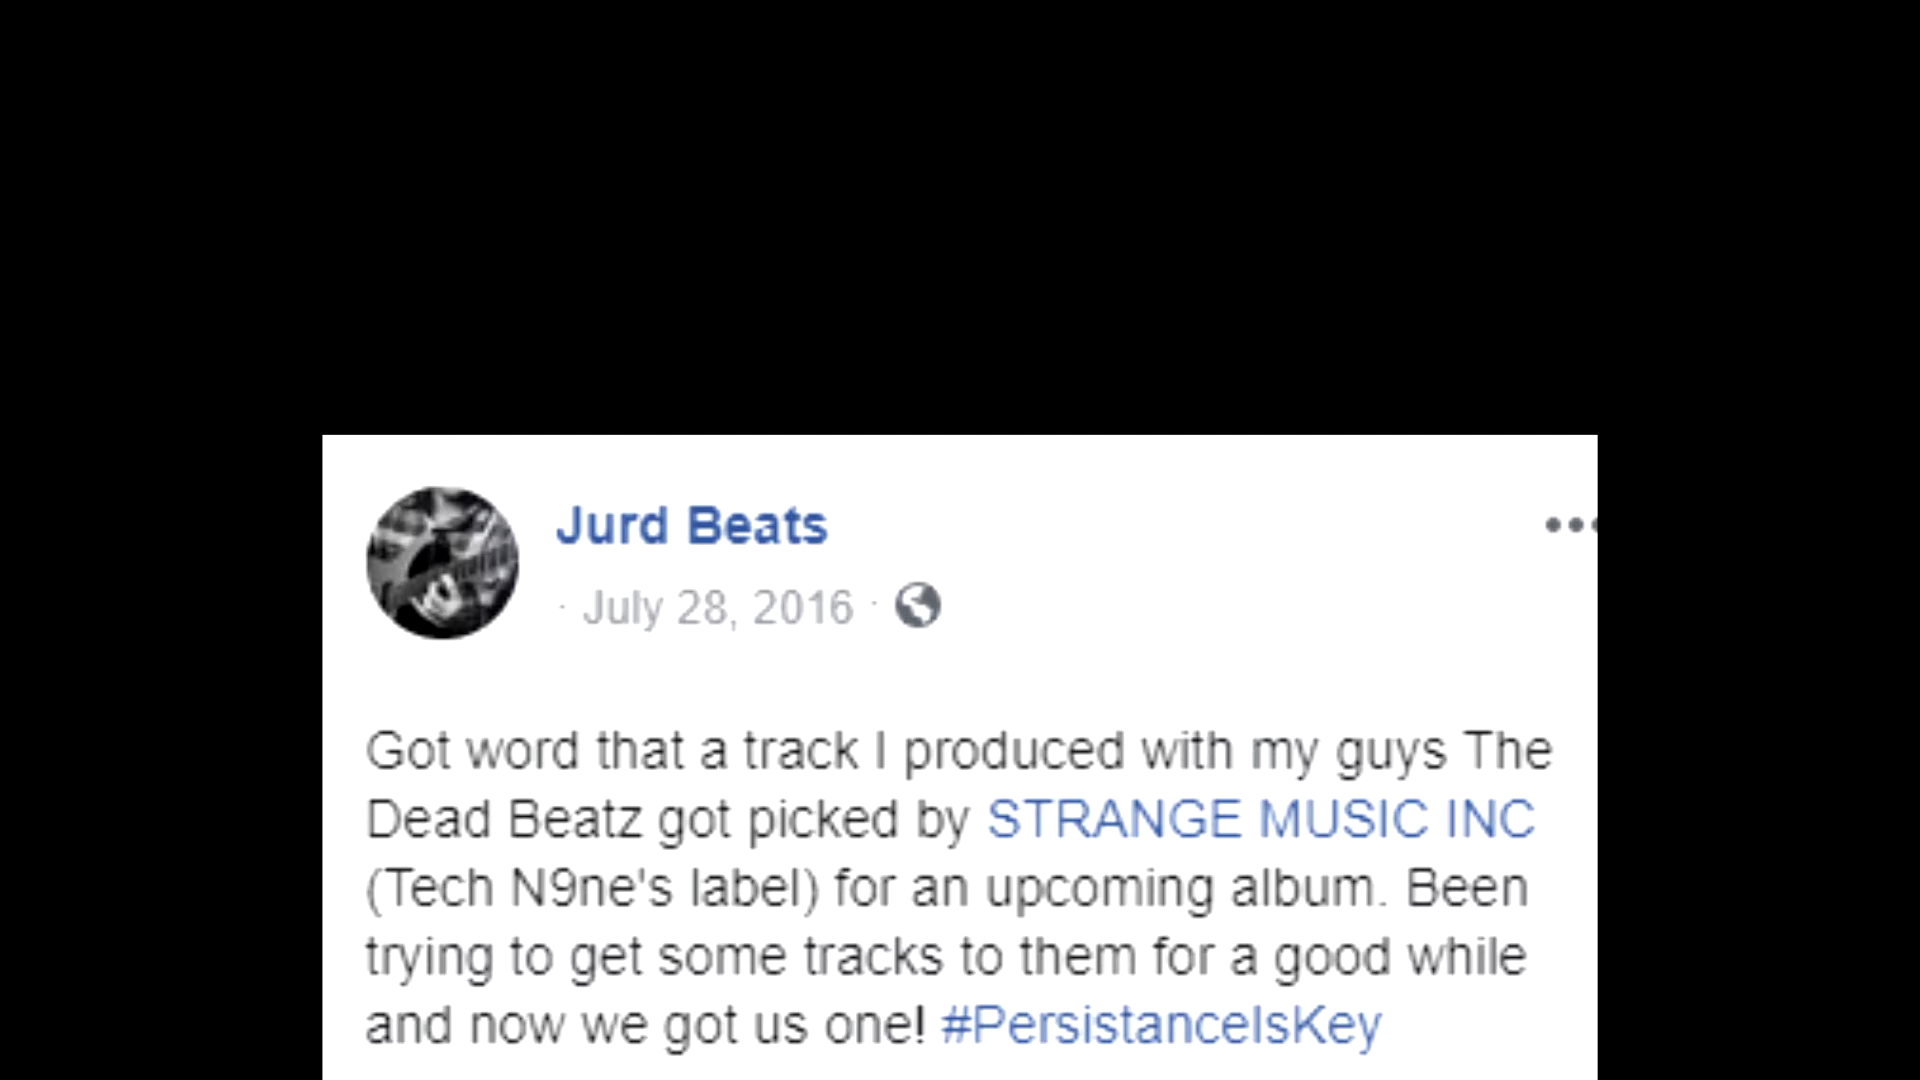 Jurd Beats
· July 28, 2016 ·
Got word that a track I produced with my guys The
Dead Beatz got picked by STRANGE MUSIC INC
(Tech N9ne's label) for an upcoming album. Been
trying to get some tracks to them for a good while
and now we got us one! #PersistanceIsKey